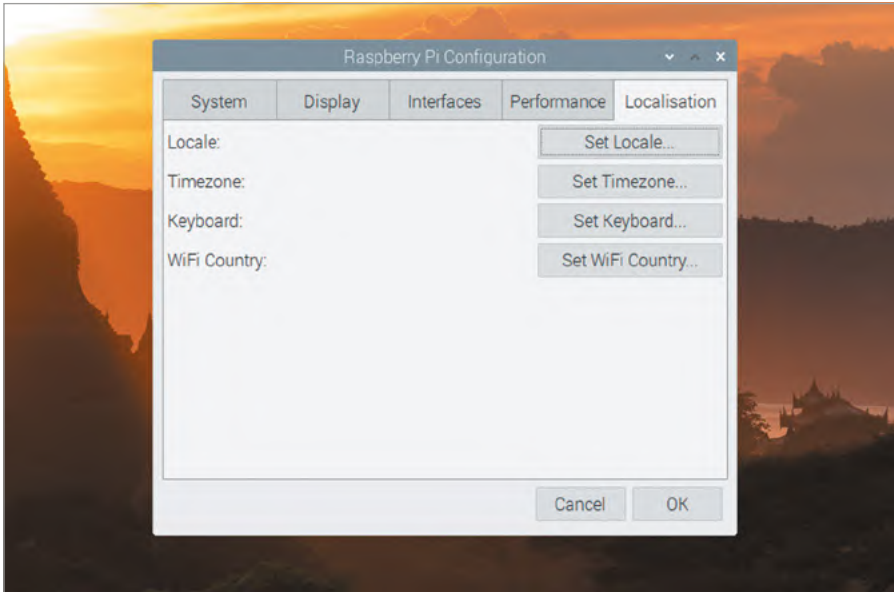 Raspberry Pi Configuration
System Display Interfaces Performance Localisation
Locale: Set Locale...
Timezone: Set Timezone...
Keyboard: Set Keyboard...
WiFi Country: Set WiFi Country...
Cancel OK